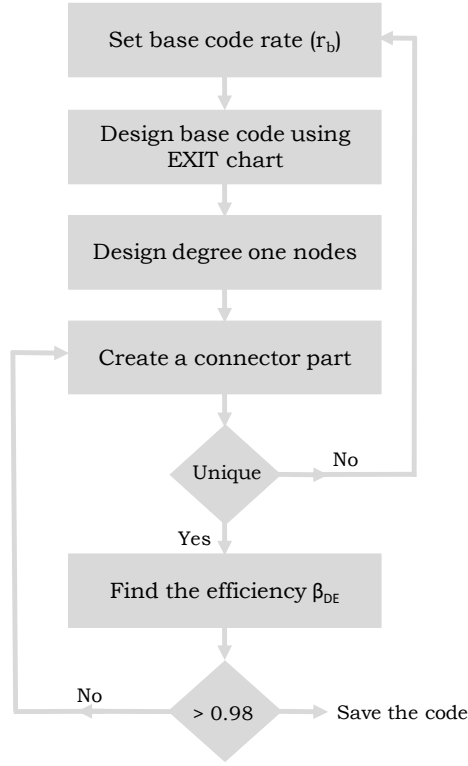 Set base code rate (r_b)
Design base code using
EXIT chart
Design degree one nodes
Create a connector part
Unique
No
Yes
Find the efficiency β_DE
No
> 0.98
Save the code